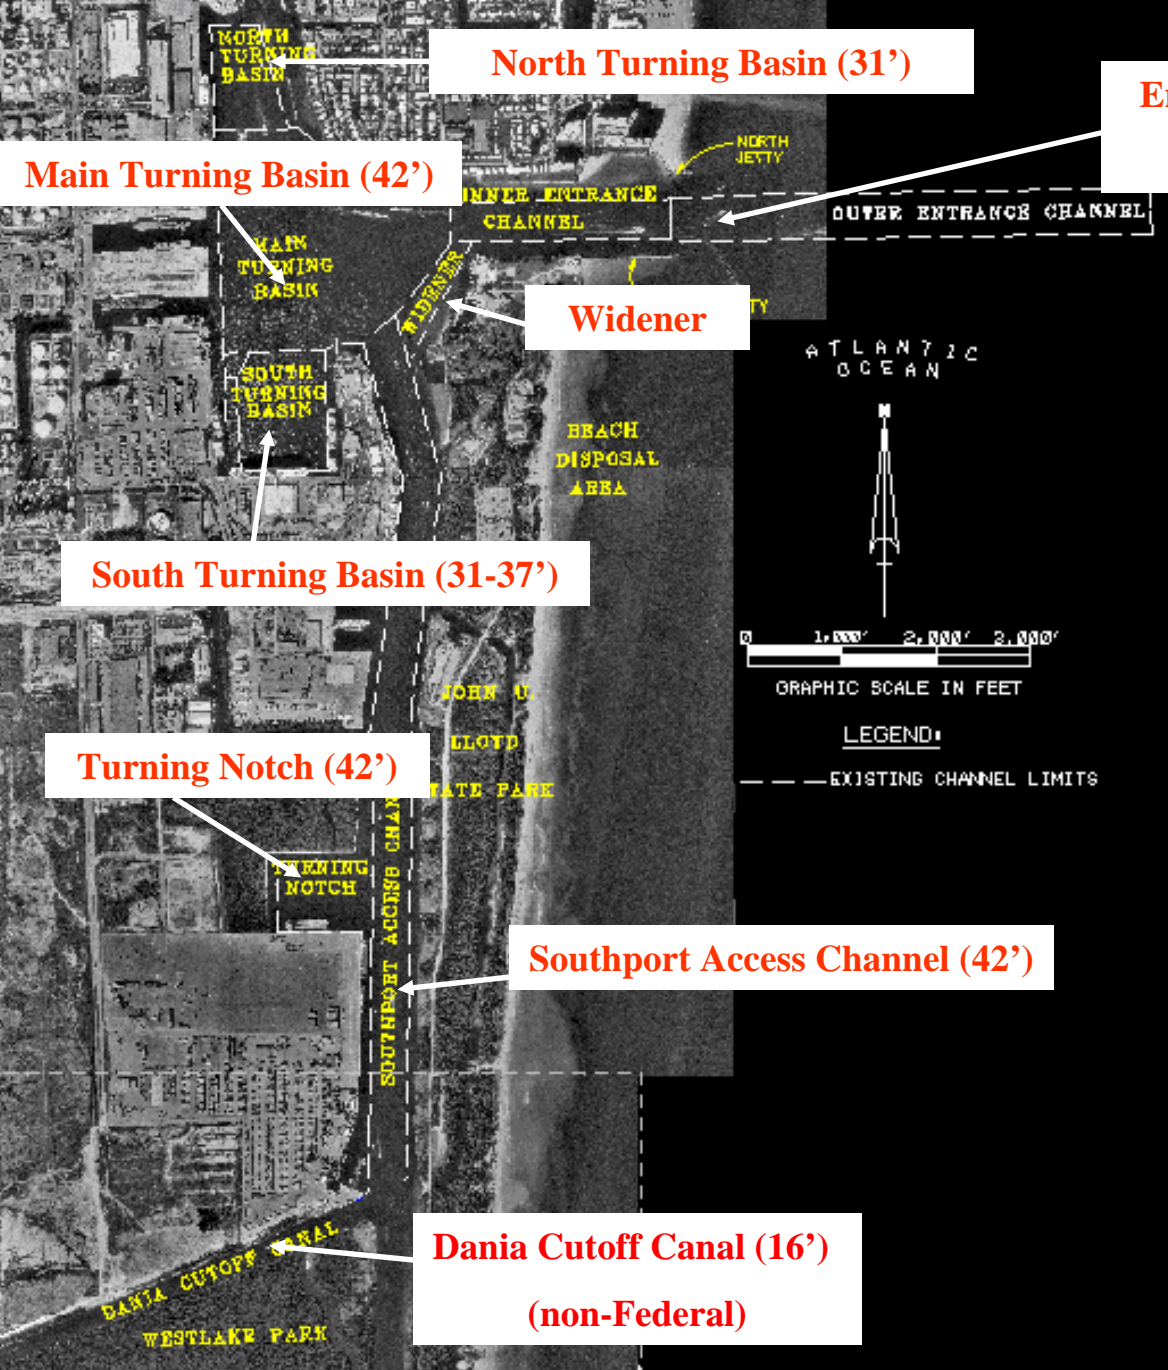 NORTH
TURNING
BASIN
North Turning Basin (31’)
NORTH
JETTY
Main Turning Basin (42’)
INNER ENTRANCE
CHANNEL
OUTER ENTRANCE CHANNEL
MAIN
TURNING
BASIN
WIDENER
Widener
ATLANTIC
OCEAN
N
SOUTH
TURNING
BASIN
BEACH
DISPOSAL
AREA
South Turning Basin (31-37’)
0 1,000' 2,000' 3,000'
GRAPHIC SCALE IN FEET
JOHN U.
LLOYD
LEGEND:
Turning Notch (42’)
EXISTING CHANNEL LIMITS
PARK
TURNING
NOTCH
SOUTHPORT ACCESS
Southport Access Channel (42’)
Dania Cutoff Canal (16’)
(non-Federal)
DANIA CUTOFF CANAL
WESTLAKE PARK